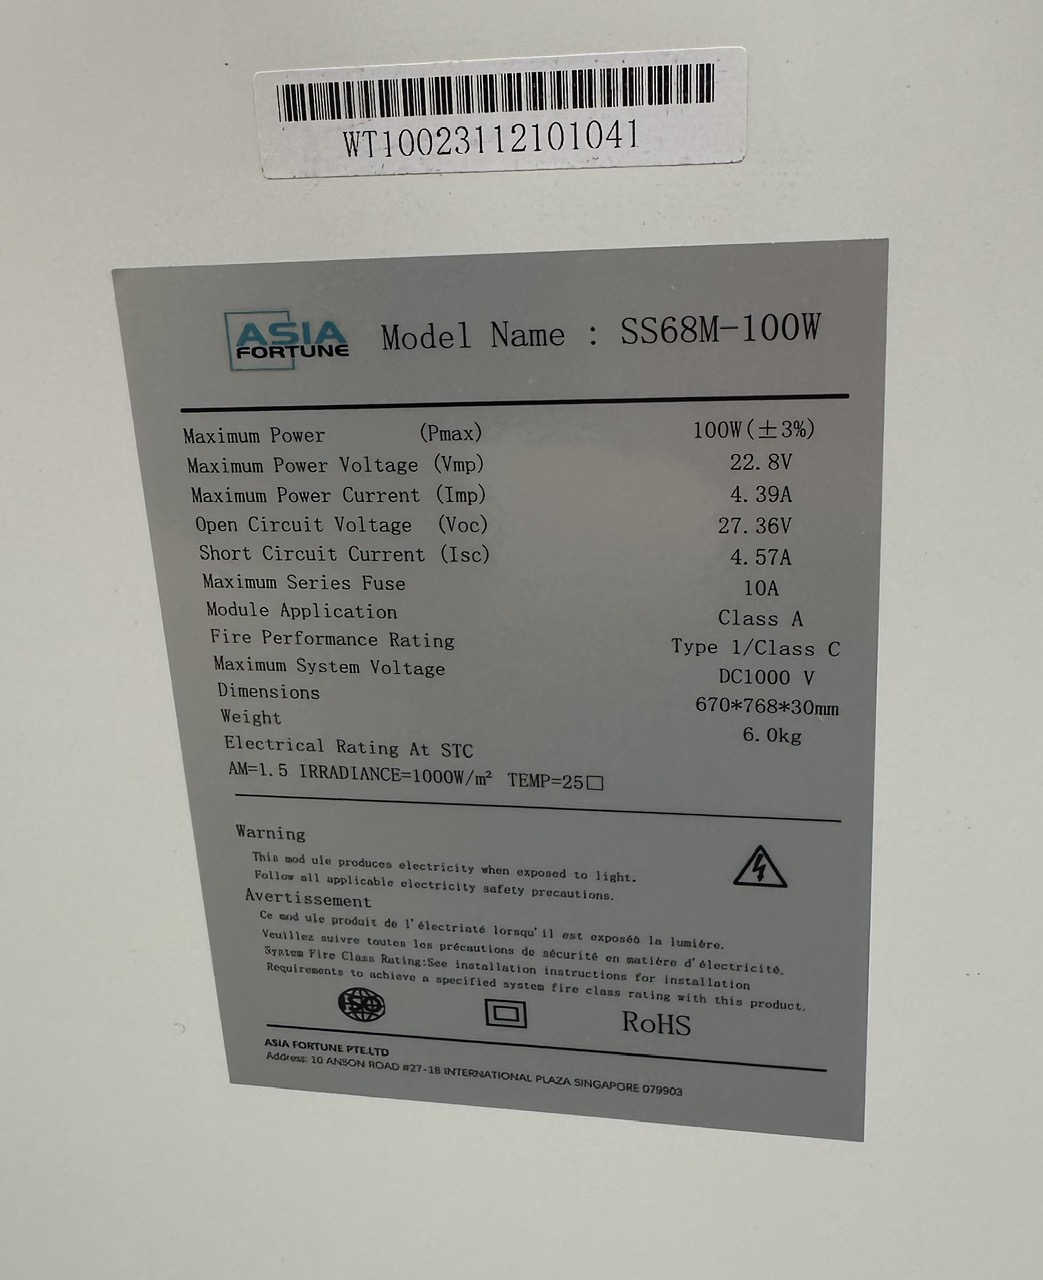 WT10023112101041
ASIA
FORTUNE
Model Name : SS68M-100W
Maximum Power (Pmax) 100W(±3%)
Maximum Power Voltage (Vmp) 22.8V
Maximum Power Current (Imp) 4.39A
Open Circuit Voltage (Voc) 27.36V
Short Circuit Current (Isc) 4.57A
Maximum Series Fuse 10A
Module Application Class A
Fire Performance Rating Type 1/Class C
Maximum System Voltage DC1000 V
Dimensions 670*768*30mm
Weight 6.0kg
Electrical Rating At STC
AM=1.5 IRRADIANCE=1000W/m² TEMP=25□
Warning
This mod ule produces electricity when exposed to light.
Follow all applicable electricity safety precautions.
Avertissement
Ce mod ule produit de l'électriaté lorsqu'il est exposéà la lumière.
Veuillez suivre toutes les précautions de sécurité en matière d'électricité.
System Fire Class Rating:See installation instructions for installation
Requirements to achieve a specified system fire class rating with this product.
ISO
RoHS
ASIA FORTUNE PTE.LTD
Address: 10 ANSON ROAD #27-18 INTERNATIONAL PLAZA SINGAPORE 079903